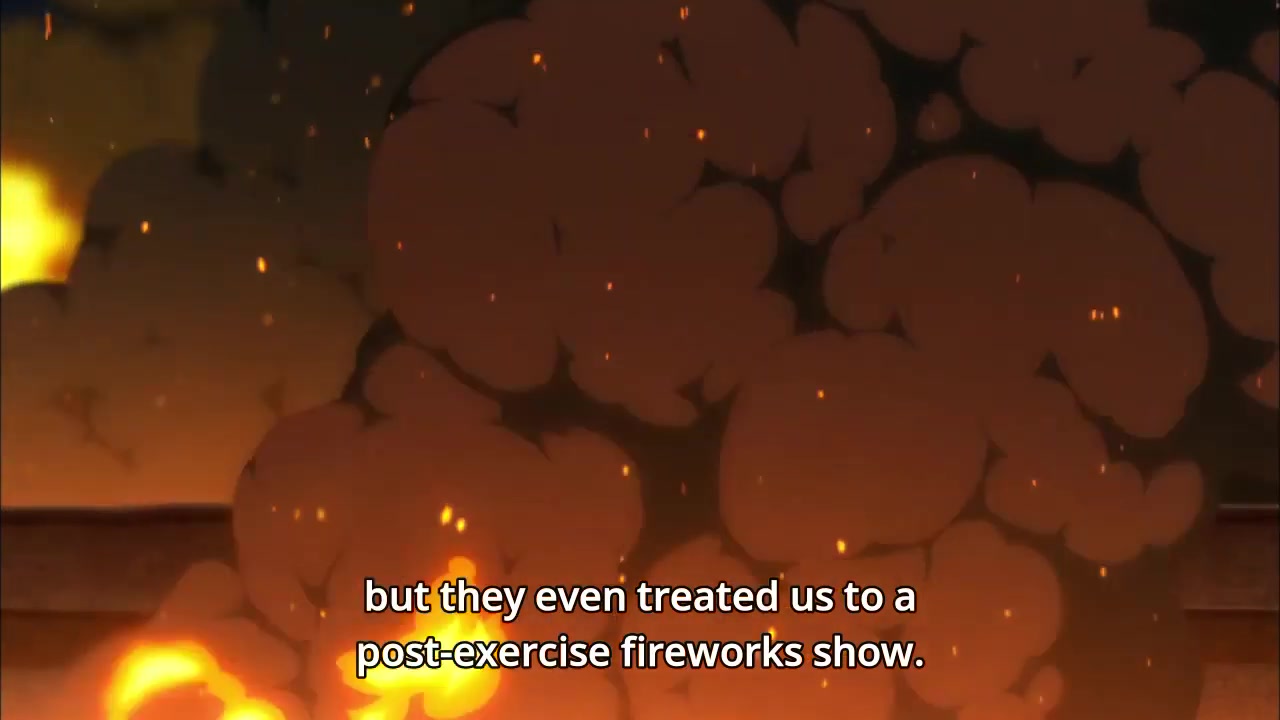 but they even treated us to a
post-exercise fireworks show.